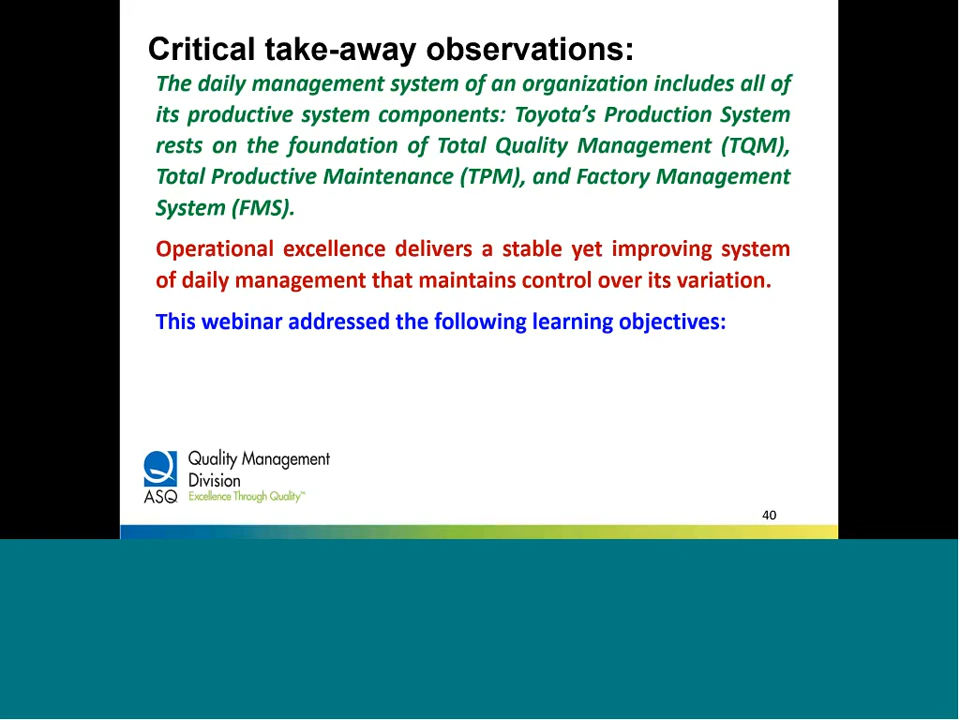 Critical take-away observations:
The daily management system of an organization includes all of
its productive system components: Toyota's Production System
rests on the foundation of Total Quality Management (TQM),
Total Productive Maintenance (TPM), and Factory Management
System (FMS).
Operational excellence delivers a stable yet improving system
of daily management that maintains control over its variation.
This webinar addressed the following learning objectives:
Quality Management
Division
ASQ Excellence Through Quality™
40